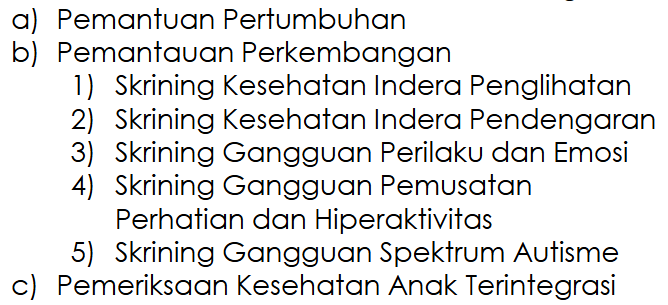 a) Pemantuan Pertumbuhan
b) Pemantauan Perkembangan
1) Skrining Kesehatan Indera Penglihatan
2) Skrining Kesehatan Indera Pendengaran
3) Skrining Gangguan Perilaku dan Emosi
4) Skrining Gangguan Pemusatan
Perhatian dan Hiperaktivitas
5) Skrining Gangguan Spektrum Autisme
c) Pemeriksaan Kesehatan Anak Terintegrasi